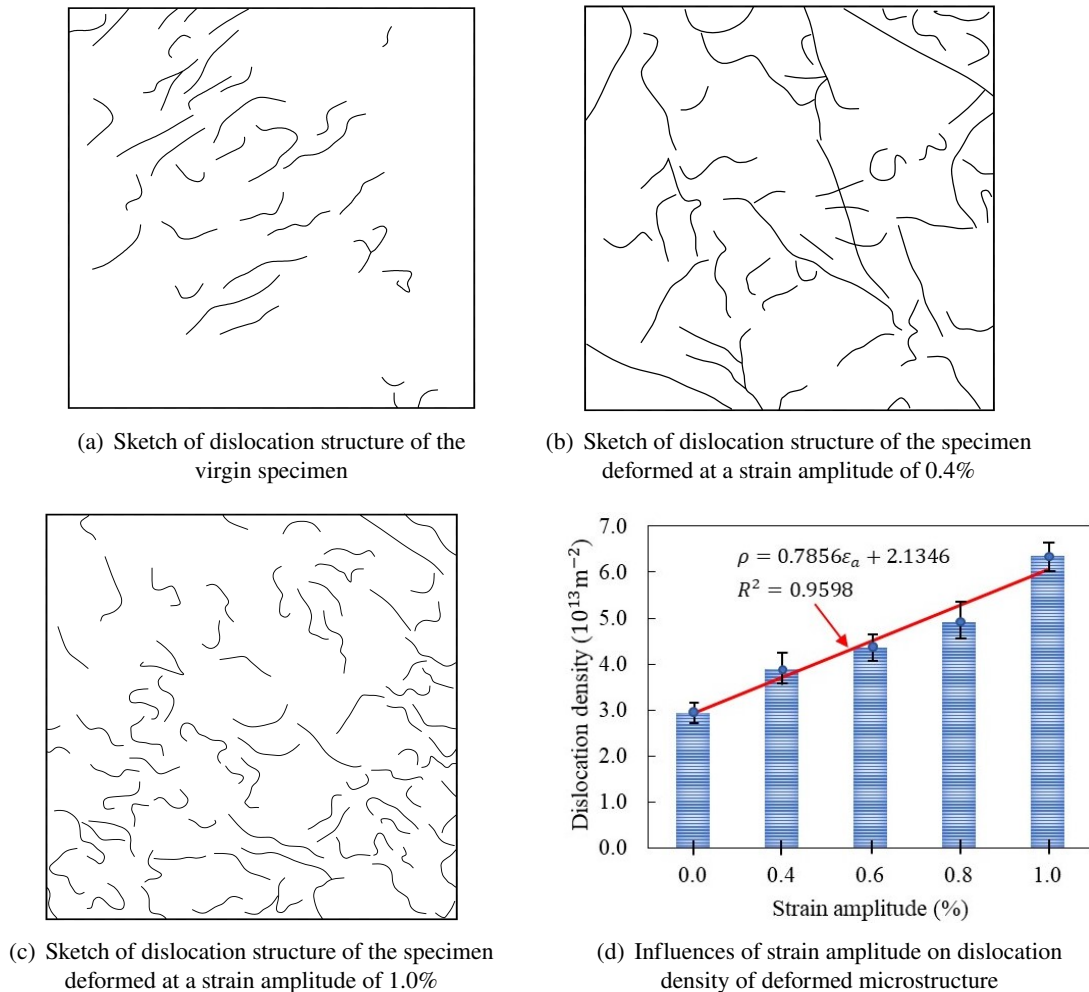 (a) Sketch of dislocation structure of the
virgin specimen
(b) Sketch of dislocation structure of the specimen
deformed at a strain amplitude of 0.4%
(c) Sketch of dislocation structure of the specimen
deformed at a strain amplitude of 1.0%
7.0
6.0
5.0
4.0
3.0
2.0
1.0
0.0
Dislocation density (10¹³m⁻²)
ρ = 0.7856εₐ + 2.1346
R² = 0.9598
0.0 0.4 0.6 0.8 1.0
Strain amplitude (%)
(d) Influences of strain amplitude on dislocation
density of deformed microstructure